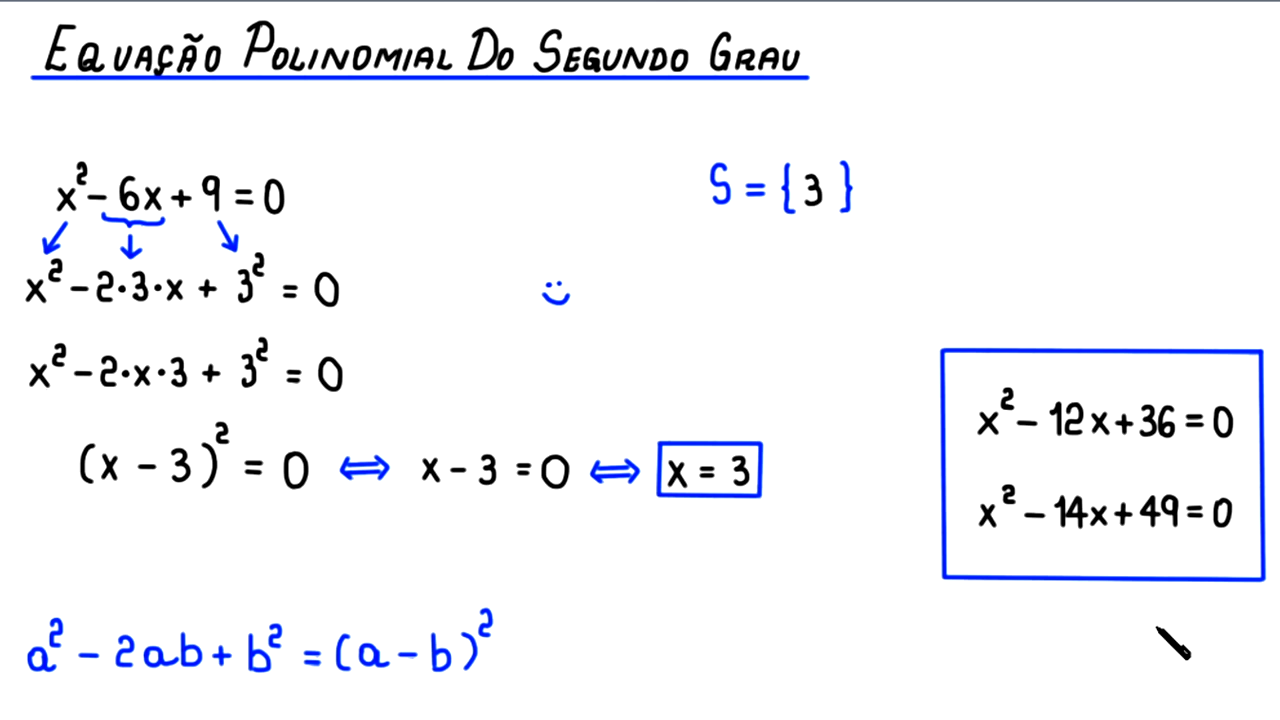 EQUAÇÃO POLINOMIAL DO SEGUNDO GRAU
x² - 6x + 9 = 0
S = { 3 }
x² - 2·3·x + 3² = 0
x² - 2·x·3 + 3² = 0
(x - 3)² = 0 ⟺ x - 3 = 0 ⟺ x = 3
x² - 12x + 36 = 0
x² - 14x + 49 = 0
a² - 2ab + b² = (a - b)²